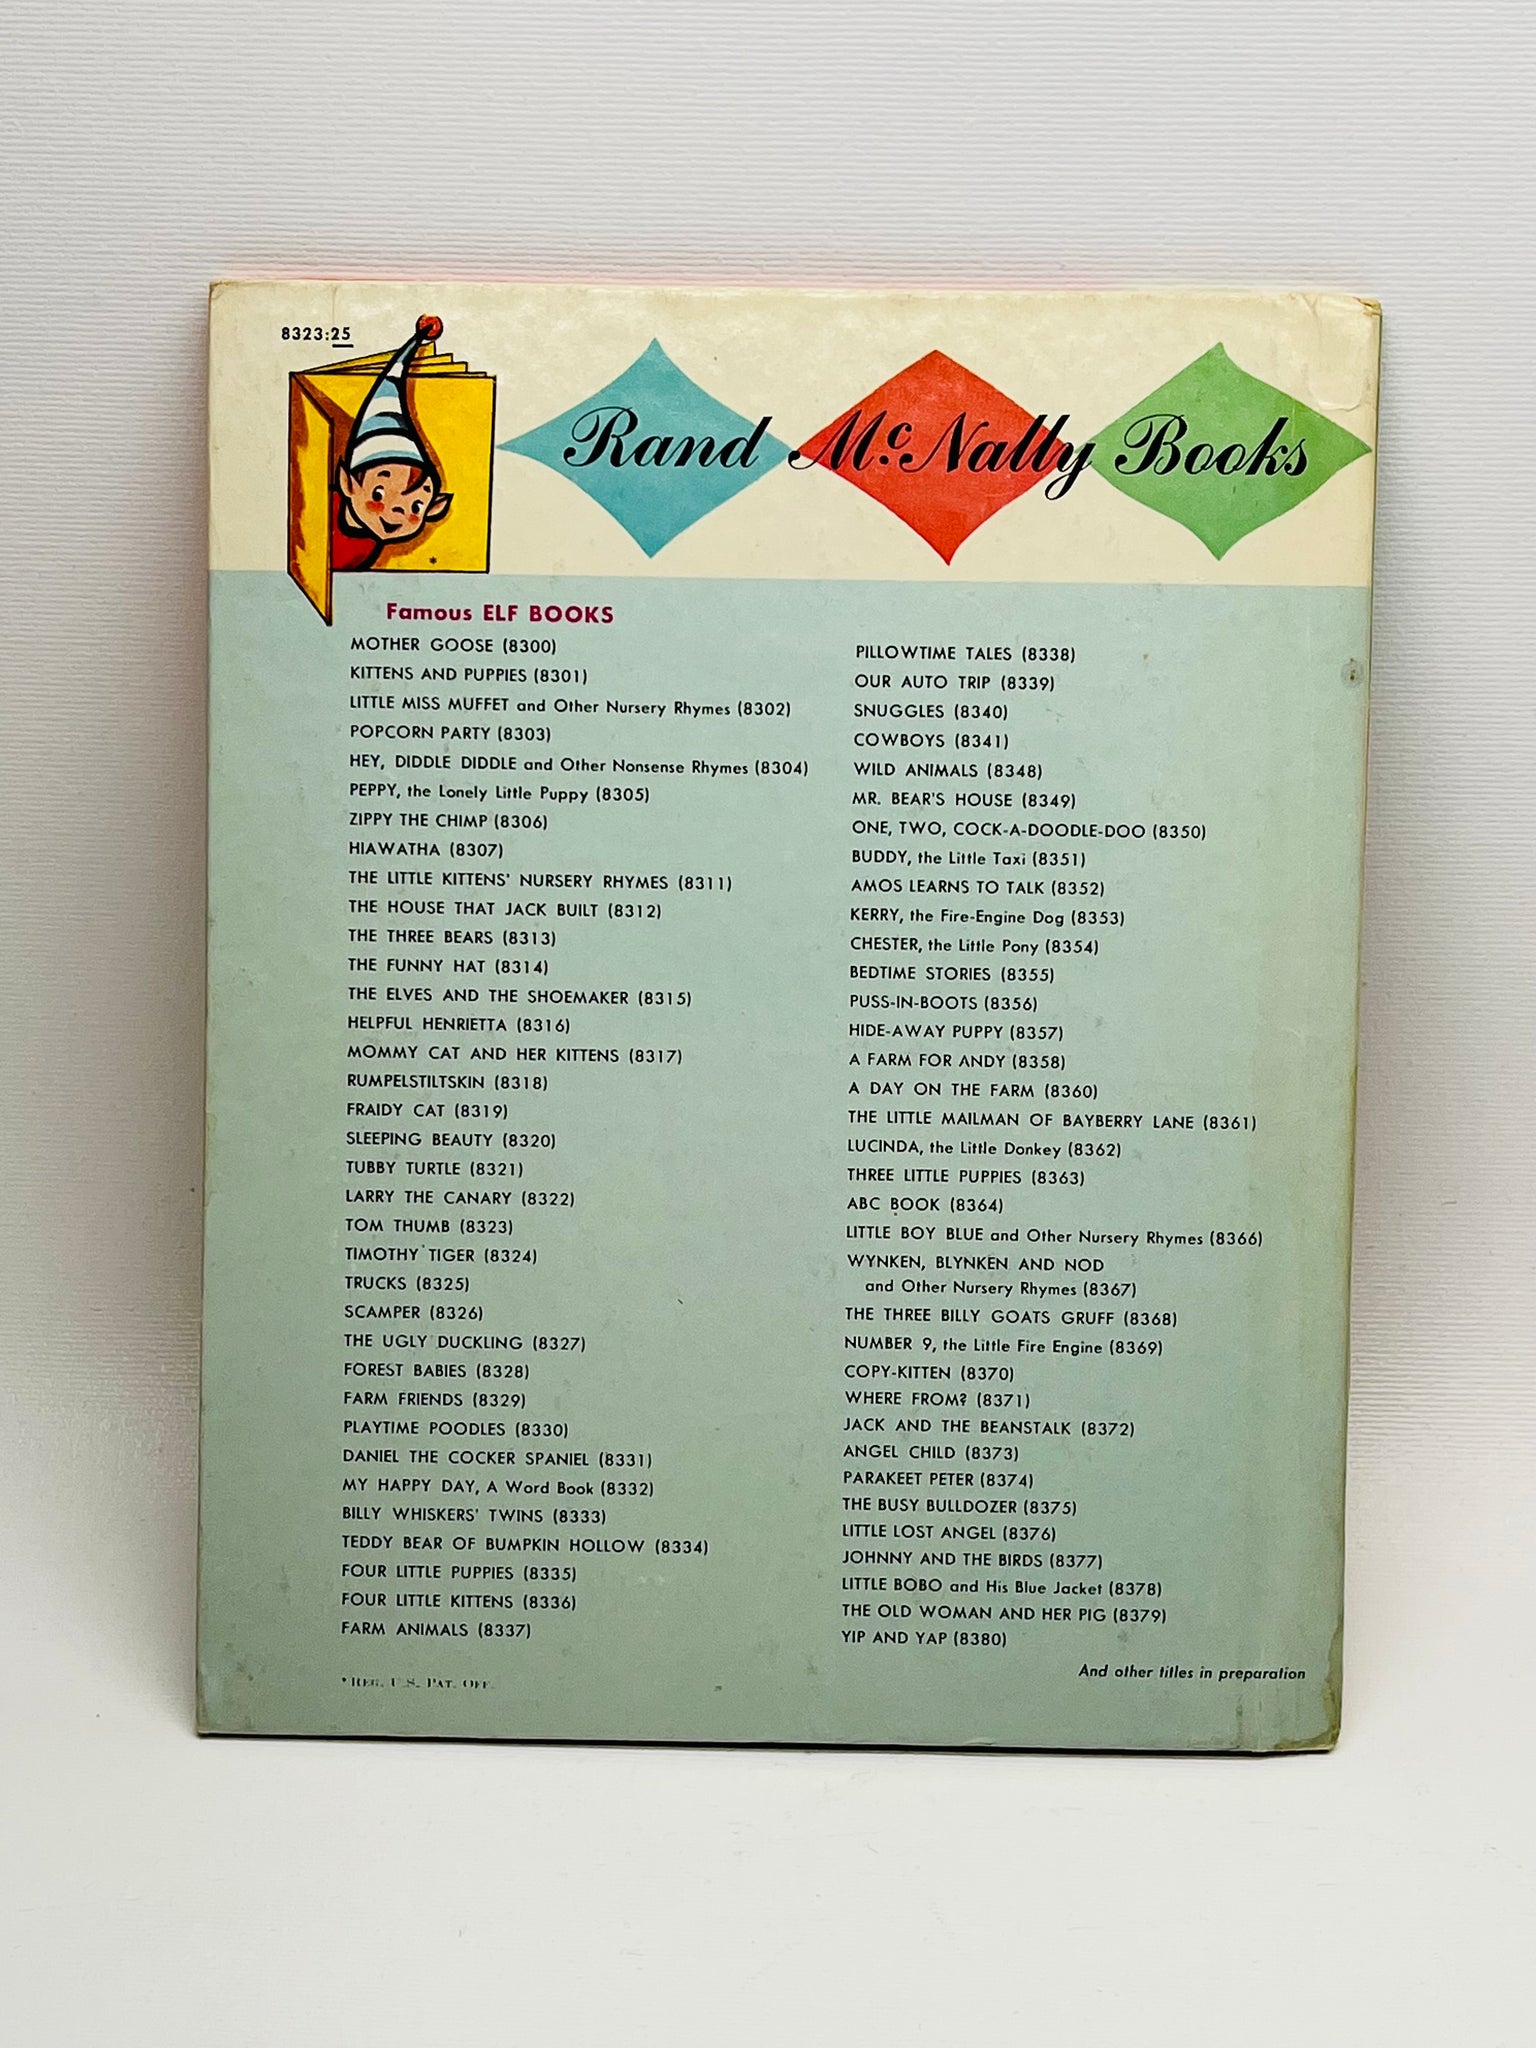 8323:25
Rand McNally Books
Famous ELF BOOKS
MOTHER GOOSE (8300)
KITTENS AND PUPPIES (8301)
LITTLE MISS MUFFET and Other Nursery Rhymes (8302)
POPCORN PARTY (8303)
HEY, DIDDLE DIDDLE and Other Nonsense Rhymes (8304)
PEPPY, the Lonely Little Puppy (8305)
ZIPPY THE CHIMP (8306)
HIAWATHA (8307)
THE LITTLE KITTENS' NURSERY RHYMES (8311)
THE HOUSE THAT JACK BUILT (8312)
THE THREE BEARS (8313)
THE FUNNY HAT (8314)
THE ELVES AND THE SHOEMAKER (8315)
HELPFUL HENRIETTA (8316)
MOMMY CAT AND HER KITTENS (8317)
RUMPELSTILTSKIN (8318)
FRAIDY CAT (8319)
SLEEPING BEAUTY (8320)
TUBBY TURTLE (8321)
LARRY THE CANARY (8322)
TOM THUMB (8323)
TIMOTHY TIGER (8324)
TRUCKS (8325)
SCAMPER (8326)
THE UGLY DUCKLING (8327)
FOREST BABIES (8328)
FARM FRIENDS (8329)
PLAYTIME POODLES (8330)
DANIEL THE COCKER SPANIEL (8331)
MY HAPPY DAY, A Word Book (8332)
BILLY WHISKERS' TWINS (8333)
TEDDY BEAR OF BUMPKIN HOLLOW (8334)
FOUR LITTLE PUPPIES (8335)
FOUR LITTLE KITTENS (8336)
FARM ANIMALS (8337)
*REG. U.S. PAT. OFF.
PILLOWTIME TALES (8338)
OUR AUTO TRIP (8339)
SNUGGLES (8340)
COWBOYS (8341)
WILD ANIMALS (8348)
MR. BEAR'S HOUSE (8349)
ONE, TWO, COCK-A-DOODLE-DOO (8350)
BUDDY, the Little Taxi (8351)
AMOS LEARNS TO TALK (8352)
KERRY, the Fire-Engine Dog (8353)
CHESTER, the Little Pony (8354)
BEDTIME STORIES (8355)
PUSS-IN-BOOTS (8356)
HIDE-AWAY PUPPY (8357)
A FARM FOR ANDY (8358)
A DAY ON THE FARM (8360)
THE LITTLE MAILMAN OF BAYBERRY LANE (8361)
LUCINDA, the Little Donkey (8362)
THREE LITTLE PUPPIES (8363)
ABC BOOK (8364)
LITTLE BOY BLUE and Other Nursery Rhymes (8366)
WYNKEN, BLYNKEN AND NOD
and Other Nursery Rhymes (8367)
THE THREE BILLY GOATS GRUFF (8368)
NUMBER 9, the Little Fire Engine (8369)
COPY-KITTEN (8370)
WHERE FROM? (8371)
JACK AND THE BEANSTALK (8372)
ANGEL CHILD (8373)
PARAKEET PETER (8374)
THE BUSY BULLDOZER (8375)
LITTLE LOST ANGEL (8376)
JOHNNY AND THE BIRDS (8377)
LITTLE BOBO and His Blue Jacket (8378)
THE OLD WOMAN AND HER PIG (8379)
YIP AND YAP (8380)
And other titles in preparation